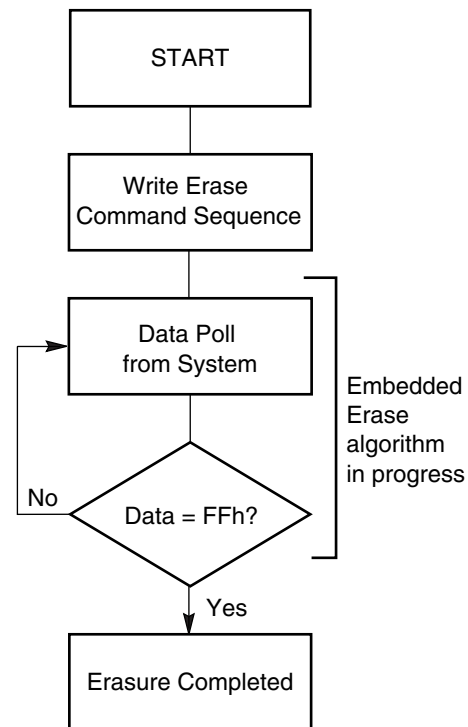 START
Write Erase
Command Sequence
Data Poll
from System
Embedded
Erase
algorithm
in progress
No
Data = FFh?
Yes
Erasure Completed